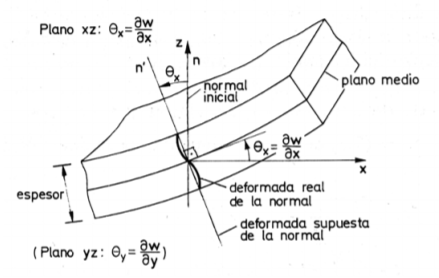 Plano xz: θx = ∂w/∂x
z
n
n'
θx
normal
inicial
plano medio
θx = ∂w/∂x
x
espesor
deformada real
de la normal
deformada supuesta
de la normal
(Plano yz: θy = ∂w/∂y)